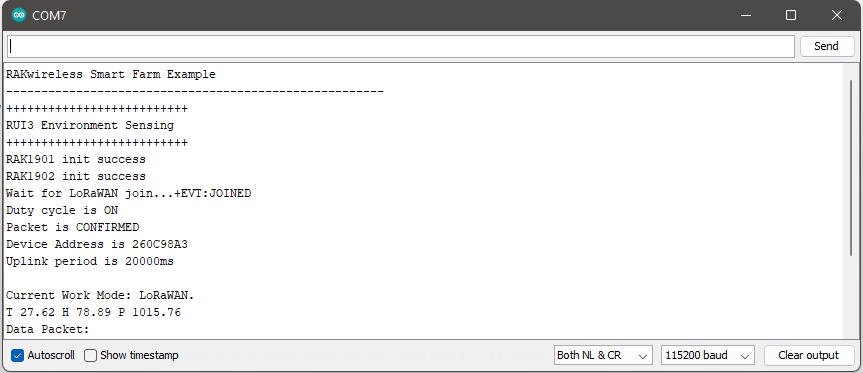 COM7
Send
RAKwireless Smart Farm Example
------------------------------------------------------
++++++++++++++++++++++++++
RUI3 Environment Sensing
++++++++++++++++++++++++++
RAK1901 init success
RAK1902 init success
Wait for LoRaWAN join...+EVT:JOINED
Duty cycle is ON
Packet is CONFIRMED
Device Address is 260C98A3
Uplink period is 20000ms
Current Work Mode: LoRaWAN.
T 27.62 H 78.89 P 1015.76
Data Packet:
Autoscroll Show timestamp Both NL & CR 115200 baud Clear output